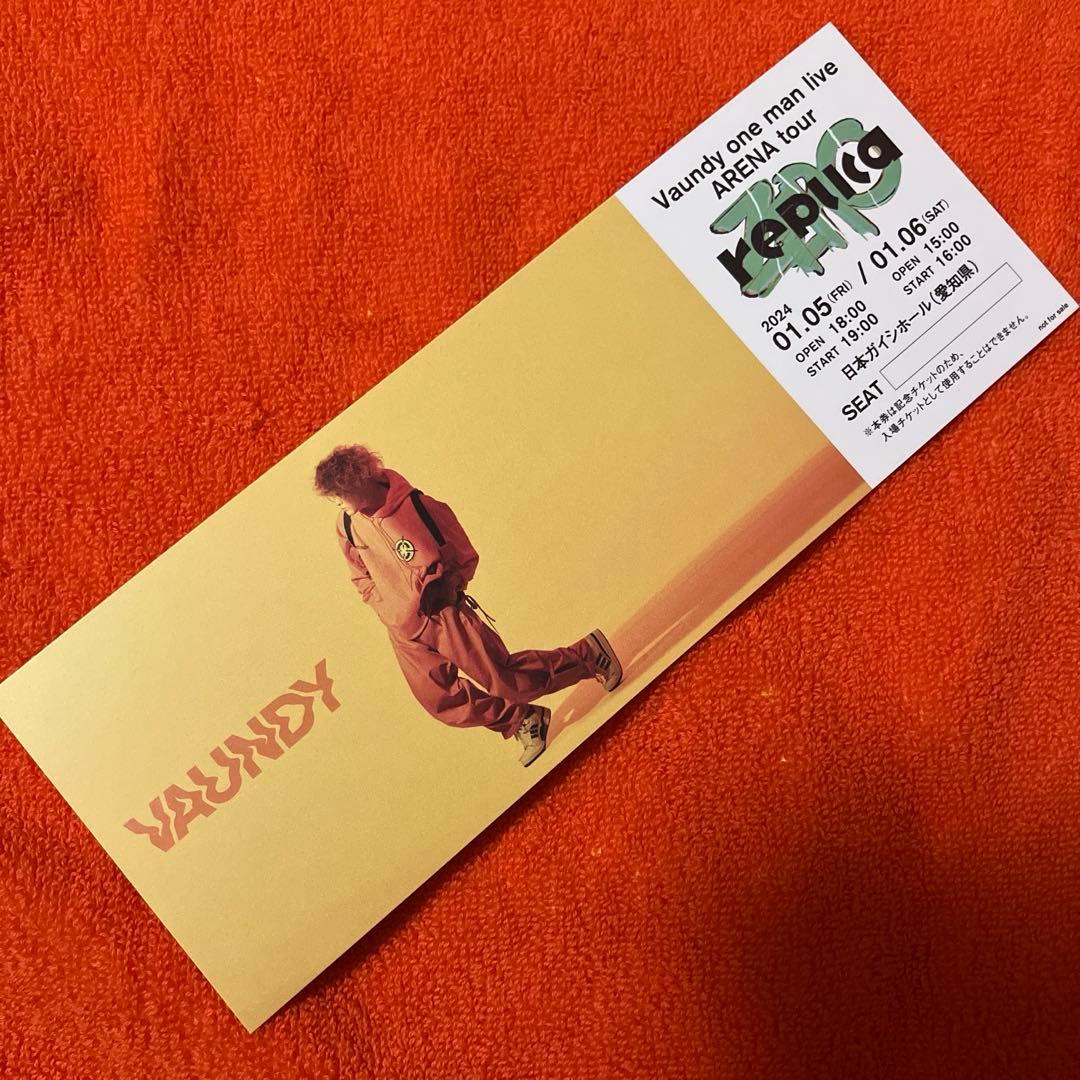 VAUNDY
Vaundy one man live
ARENA tour
replica
ZERO
2024
01.05(FRI) / 01.06(SAT)
OPEN 18:00 OPEN 15:00
START 19:00 START 16:00
日本ガイシホール(愛知県)
SEAT
※本券は記念チケットのため、
入場チケットとして使用することはできません。
not for sale